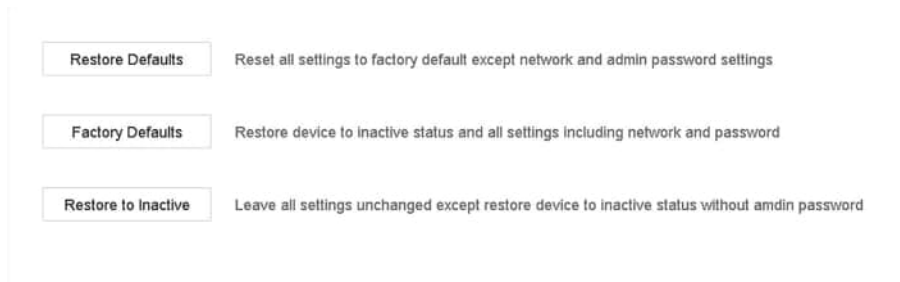 Restore Defaults Reset all settings to factory default except network and admin password settings
Factory Defaults Restore device to inactive status and all settings including network and password
Restore to Inactive Leave all settings unchanged except restore device to inactive status without amdin password